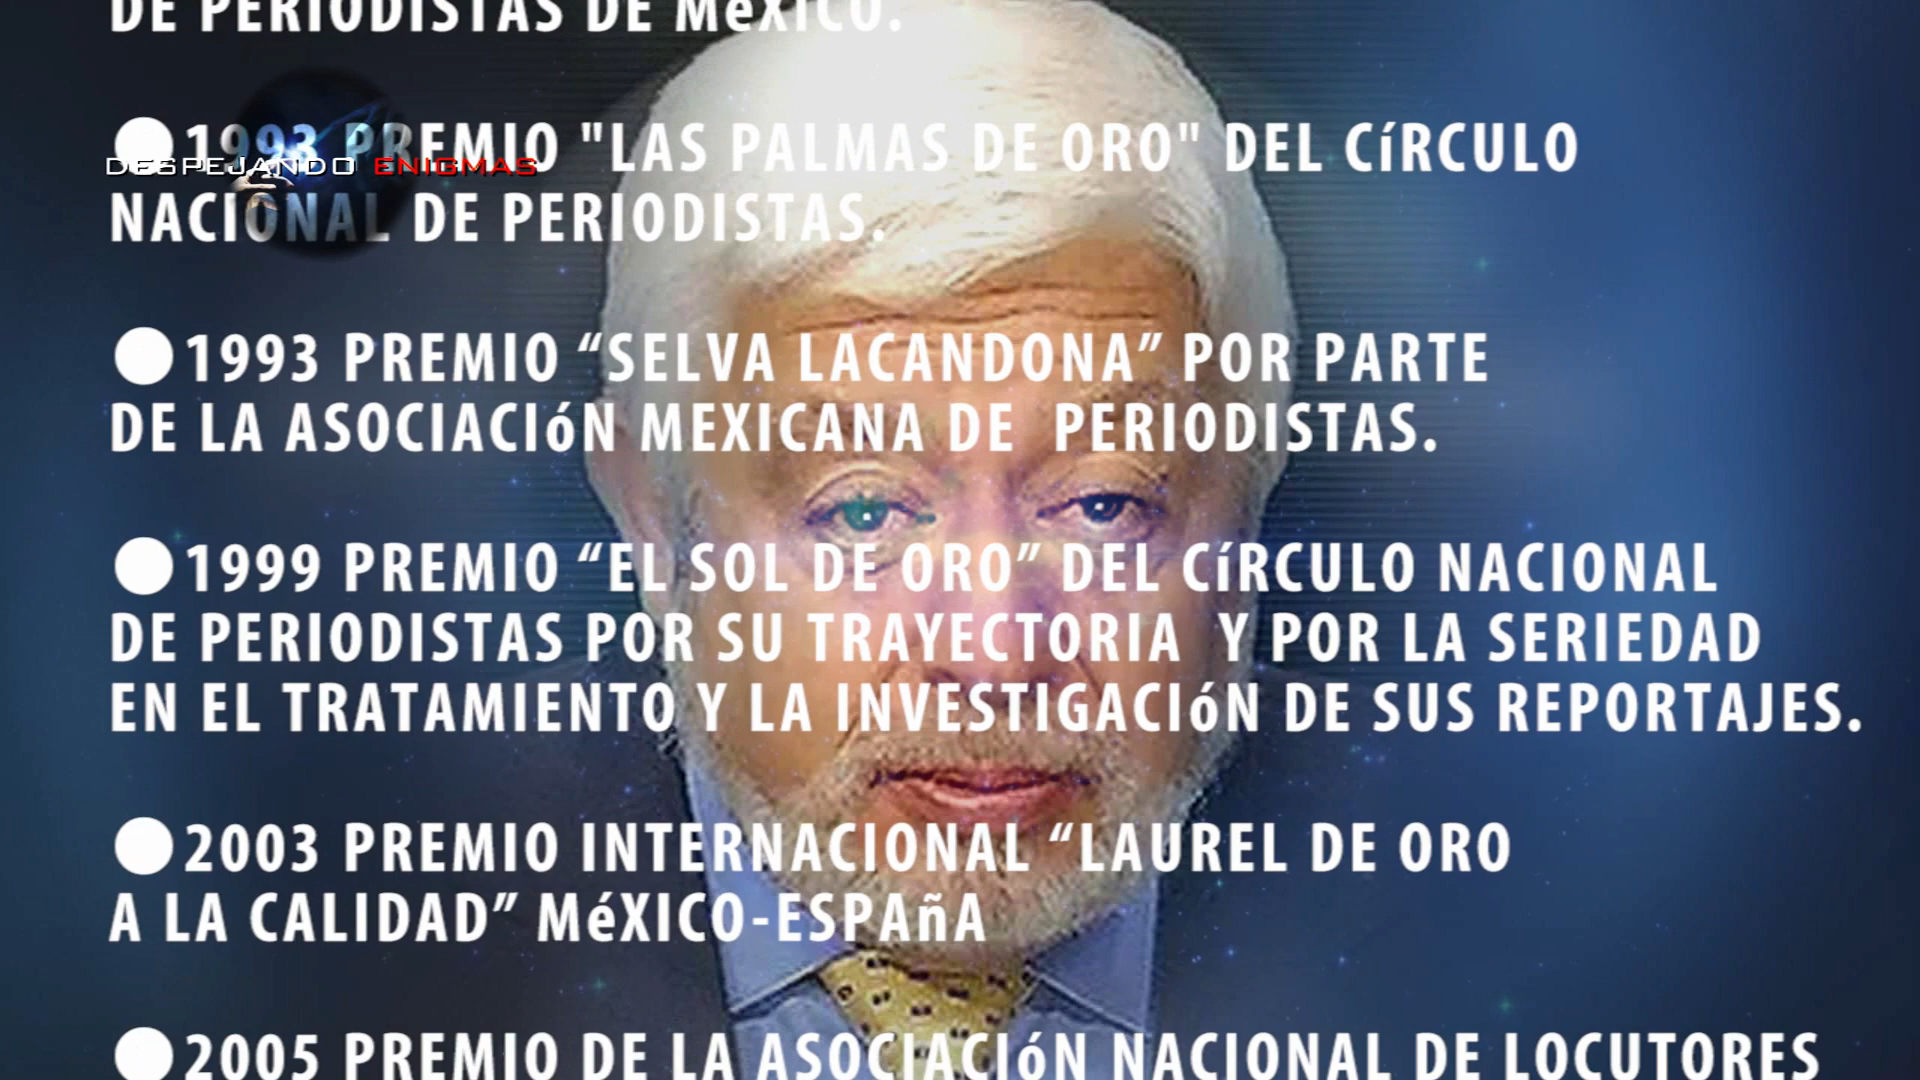 DE PERIODISTAS DE MéXICO.
●1993 PREMIO "LAS PALMAS DE ORO" DEL CíRCULO
DESPEJANDO ENIGMAS
NACIONAL DE PERIODISTAS.
●1993 PREMIO “SELVA LACANDONA” POR PARTE
DE LA ASOCIACIóN MEXICANA DE PERIODISTAS.
●1999 PREMIO “EL SOL DE ORO” DEL CíRCULO NACIONAL
DE PERIODISTAS POR SU TRAYECTORIA Y POR LA SERIEDAD
EN EL TRATAMIENTO Y LA INVESTIGACIóN DE SUS REPORTAJES.
●2003 PREMIO INTERNACIONAL “LAUREL DE ORO
A LA CALIDAD” MéXICO-ESPAñA
●2005 PREMIO DE LA ASOCIACIóN NACIONAL DE LOCUTORES